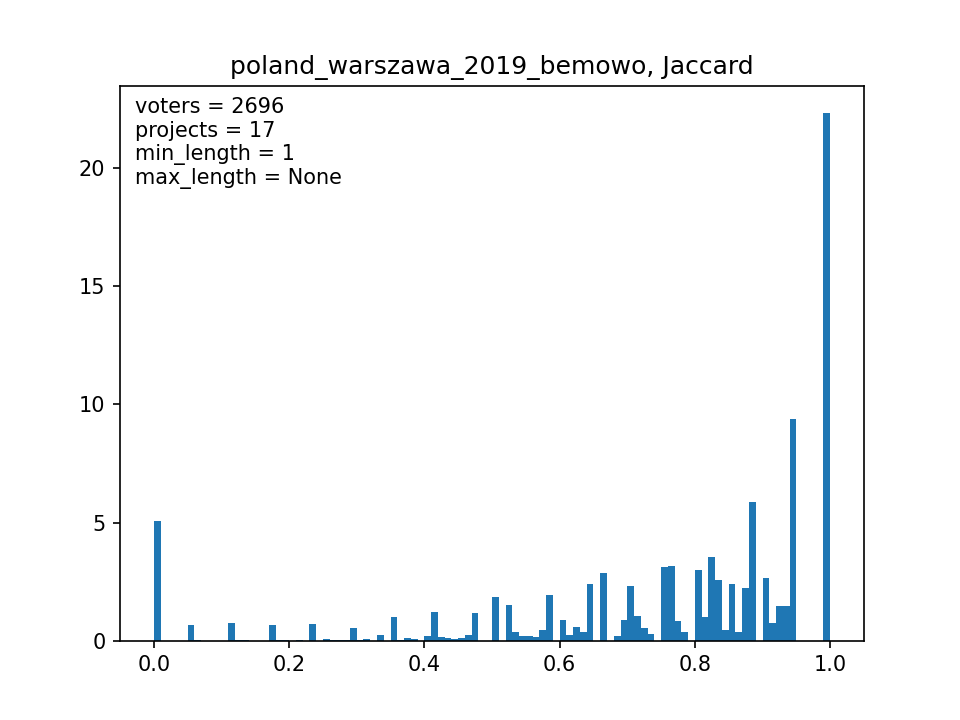 poland_warszawa_2019_bemowo, Jaccard
voters = 2696
projects = 17
min_length = 1
max_length = None
20
15
10
5
0
0.0 0.2 0.4 0.6 0.8 1.0